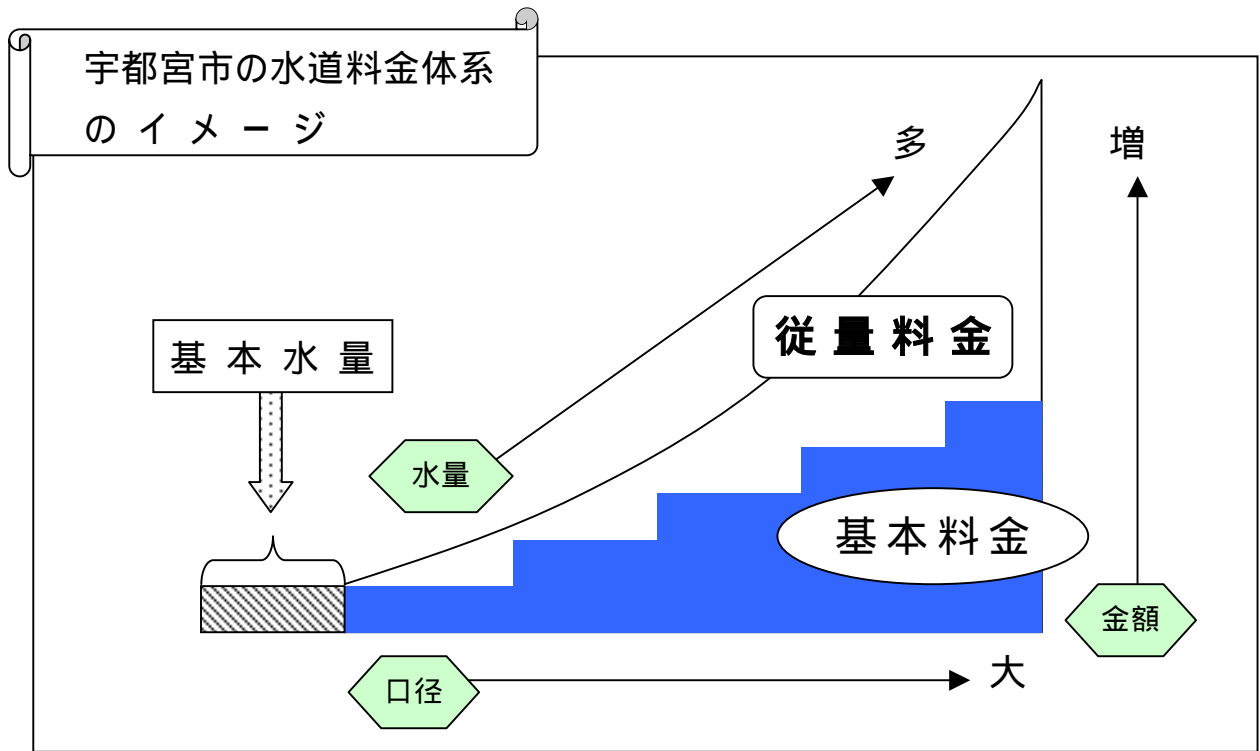 宇都宮市の水道料金体系
のイメージ
多
増
従量料金
基本水量
水量
基本料金
金額
大
口径